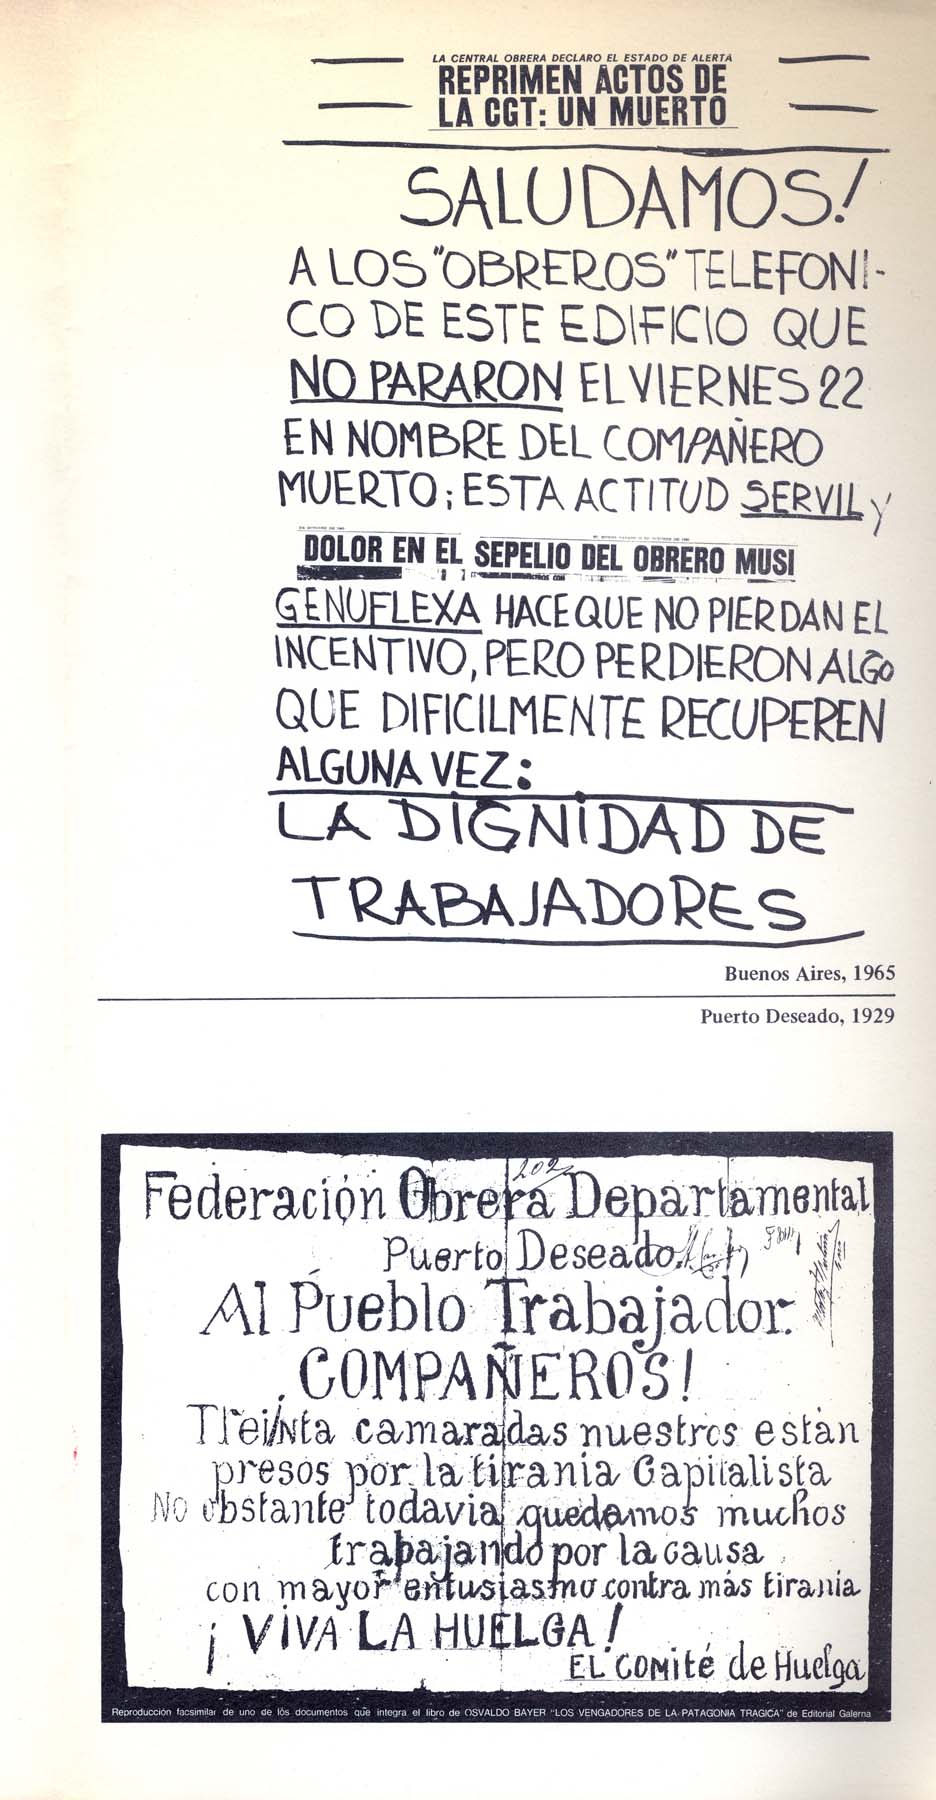 LA CENTRAL OBRERA DECLARO EL ESTADO DE ALERTA
REPRIMEN ACTOS DE
LA CGT: UN MUERTO
SALUDAMOS!
A LOS "OBREROS" TELEFONI-
CO DE ESTE EDIFICIO QUE
NO PARARON EL VIERNES 22
EN NOMBRE DEL COMPAÑERO
MUERTO; ESTA ACTITUD SERVIL y
DOLOR EN EL SEPELIO DEL OBRERO MUSI
GENUFLEXA HACE QUE NO PIERDAN EL
INCENTIVO, PERO PERDIERON ALGO
QUE DIFICILMENTE RECUPEREN
ALGUNA VEZ:
LA DIGNIDAD DE
TRABAJADORES
Buenos Aires, 1965
Puerto Deseado, 1929
202
Federación Obrera Departamental
Puerto Deseado.
Al Pueblo Trabajador.
COMPAÑEROS!
Treinta camaradas nuestros están
presos por la tirania Capitalista
No obstante todavia quedamos muchos
trabajando por la causa
con mayor entusiasmo contra más tirania
¡VIVA LA HUELGA!
EL COMité de Huelga
Reproducción facsimilar de uno de los documentos que integra el libro de OSVALDO BAYER "LOS VENGADORES DE LA PATAGONIA TRAGICA" de Editorial Galerna